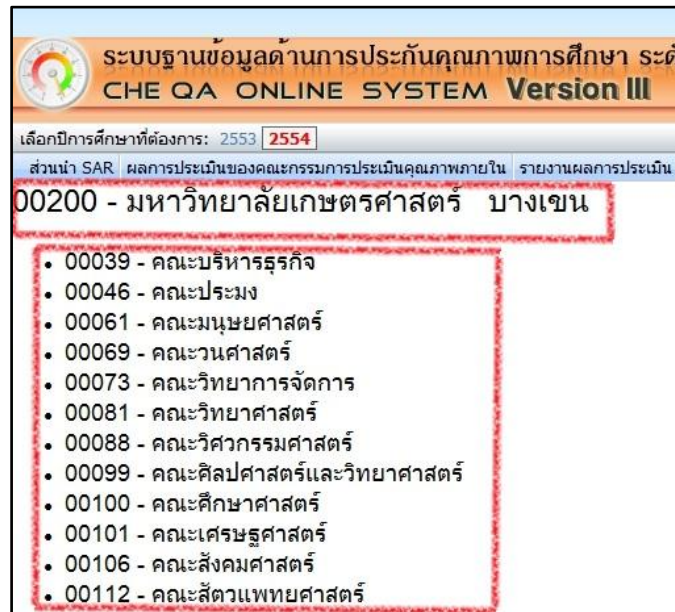 ระบบฐานข้อมูลด้านการประกันคุณภาพการศึกษา
CHE QA ONLINE SYSTEM Version III
เลือกปีการศึกษาที่ต้องการ: 2553 2554
ส่วนนำ SAR ผลการประเมินของคณะกรรมการประเมินคุณภาพภายใน รายงานผลการประเมิน
00200 - มหาวิทยาลัยเกษตรศาสตร์ บางเขน
• 00039 - คณะบริหารธุรกิจ
• 00046 - คณะประมง
• 00061 - คณะมนุษยศาสตร์
• 00069 - คณะวนศาสตร์
• 00073 - คณะวิทยาการจัดการ
• 00081 - คณะวิทยาศาสตร์
• 00088 - คณะวิศวกรรมศาสตร์
• 00099 - คณะศิลปศาสตร์และวิทยาศาสตร์
• 00100 - คณะศึกษาศาสตร์
• 00101 - คณะเศรษฐศาสตร์
• 00106 - คณะสังคมศาสตร์
• 00112 - คณะสัตวแพทยศาสตร์